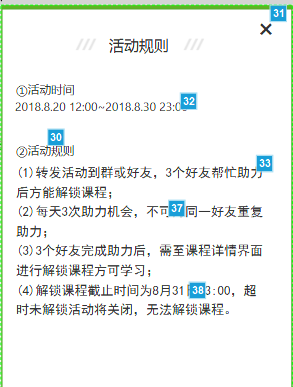 31
活动规则
①活动时间
2018.8.20 12:00~2018.8.30 23:0
32
30
②活动规则
33
(1)转发活动到群或好友，3个好友帮忙助力
后方能解锁课程；
37
(2)每天3次助力机会，不可 同一好友重复
助力；
(3)3个好友完成助力后，需至课程详情界面
进行解锁课程方可学习；
38
(4)解锁课程截止时间为8月31 3:00，超
时未解锁活动将关闭，无法解锁课程。